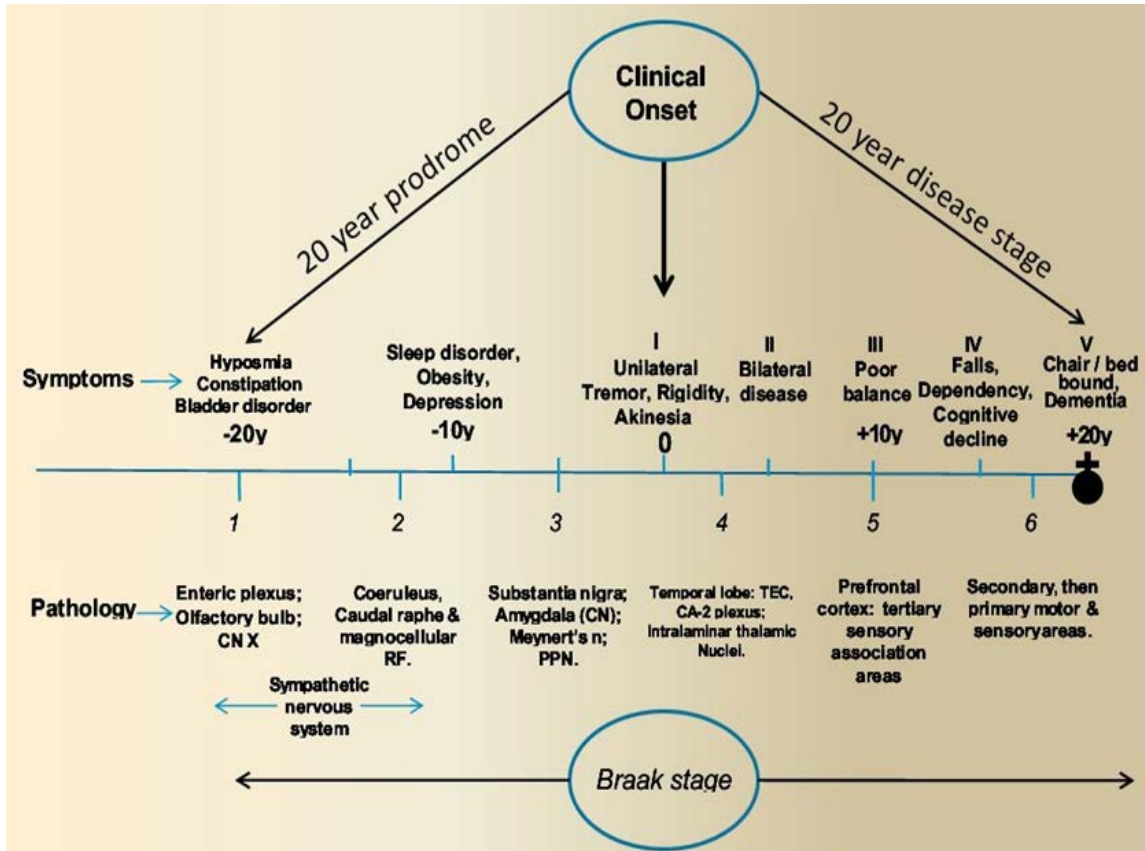 Clinical
Onset
20 year prodrome
20 year disease stage
Symptoms
Hyposmia
Constipation
Bladder disorder
-20y
Sleep disorder,
Obesity,
Depression
-10y
I
Unilateral
Tremor, Rigidity,
Akinesia
0
II
Bilateral
disease
III
Poor
balance
+10y
IV
Falls,
Dependency,
Cognitive
decline
V
Chair / bed
bound,
Dementia
+20y
1
2
3
4
5
6
Pathology
Enteric plexus;
Olfactory bulb;
CN X
Coeruleus,
Caudal raphe &
magnocellular
RF.
Substantia nigra;
Amygdala (CN);
Meynert's n;
PPN.
Temporal lobe: TEC,
CA-2 plexus;
Intralaminar thalamic
Nuclei.
Prefrontal
cortex: tertiary
sensory
association
areas
Secondary, then
primary motor &
sensoryareas.
Sympathetic
nervous
system
Braak stage